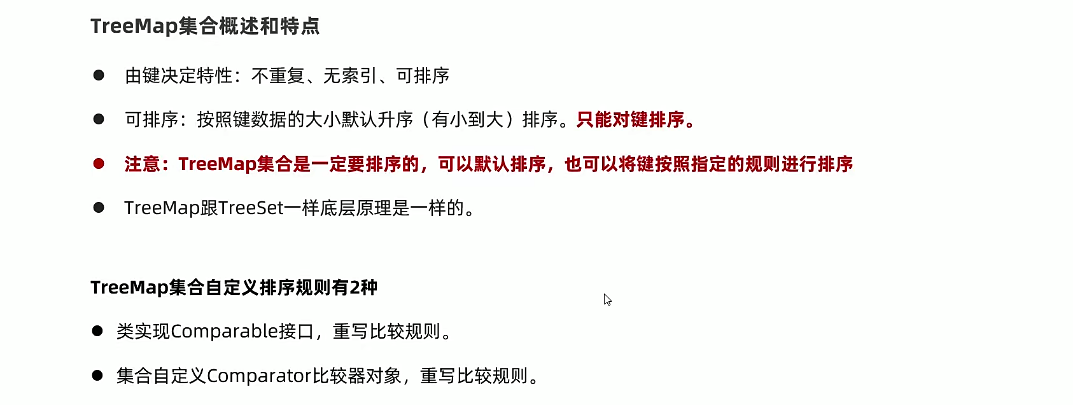 TreeMap集合概述和特点
● 由键决定特性：不重复、无索引、可排序
● 可排序：按照键数据的大小默认升序（有小到大）排序。只能对键排序。
● 注意：TreeMap集合是一定要排序的，可以默认排序，也可以将键按照指定的规则进行排序
● TreeMap跟TreeSet一样底层原理是一样的。
TreeMap集合自定义排序规则有2种
● 类实现Comparable接口，重写比较规则。
● 集合自定义Comparator比较器对象，重写比较规则。